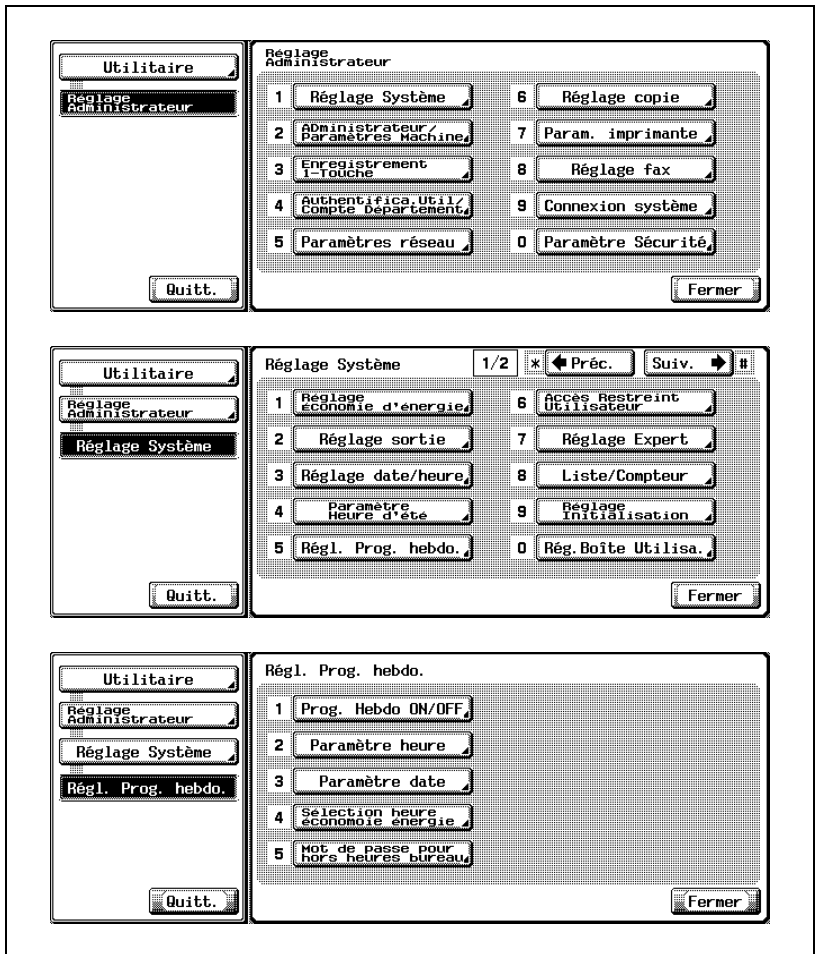 Utilitaire
Réglage
Administrateur
Quitt.
Réglage
Administrateur
1 Réglage Système
2 ADministrateur/
Paramètres Machine
3 Enregistrement
1-Touche
4 Authentifica.Util/
Compte Département
5 Paramètres réseau
6 Réglage copie
7 Param. imprimante
8 Réglage fax
9 Connexion système
0 Paramètre Sécurité
Fermer
Utilitaire
Réglage
Administrateur
Réglage Système
Quitt.
Réglage Système 1/2 * Préc. Suiv. #
1 Réglage
économie d'énergie
2 Réglage sortie
3 Réglage date/heure
4 Paramètre
Heure d'été
5 Régl. Prog. hebdo.
6 Accès Restreint
Utilisateur
7 Réglage Expert
8 Liste/Compteur
9 Réglage
Initialisation
0 Rég.Boîte Utilisa.
Fermer
Utilitaire
Réglage
Administrateur
Réglage Système
Régl. Prog. hebdo.
Quitt.
Régl. Prog. hebdo.
1 Prog. Hebdo ON/OFF
2 Paramètre heure
3 Paramètre date
4 Sélection heure
économoie énergie
5 Mot de passe pour
hors heures bureau
Fermer